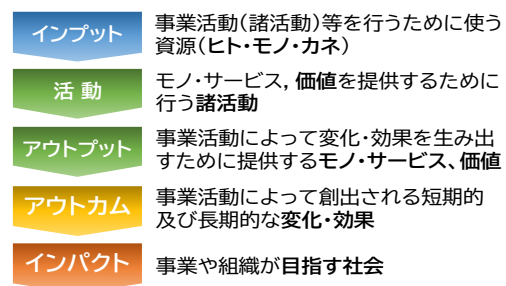 インプット
事業活動(諸活動)等を行うために使う
資源(ヒト・モノ・カネ)
活 動
モノ・サービス, 価値を提供するために
行う諸活動
アウトプット
事業活動によって変化・効果を生み出
すために提供するモノ・サービス、価値
アウトカム
事業活動によって創出される短期的
及び長期的な変化・効果
インパクト
事業や組織が目指す社会